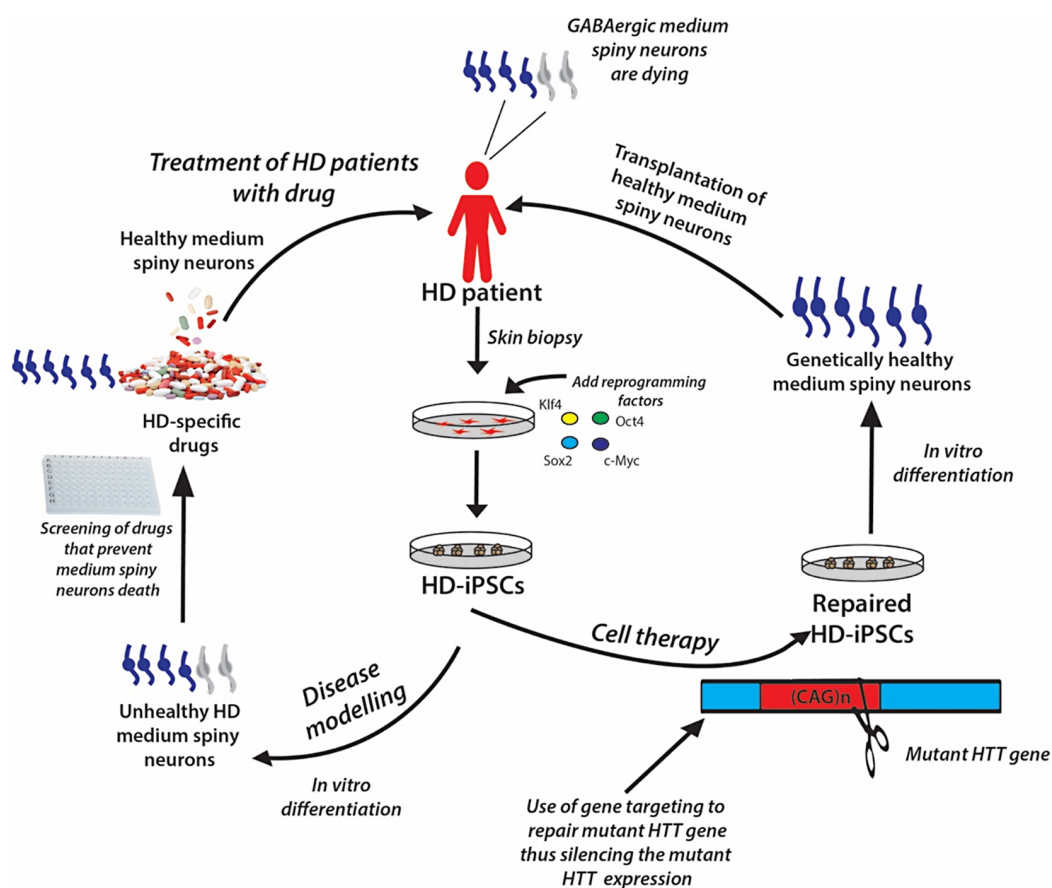 GABAergic medium
spiny neurons
are dying
Treatment of HD patients
with drug
Transplantation of
healthy medium
spiny neurons
Healthy medium
spiny neurons
HD patient
Skin biopsy
Add reprogramming
factors
Klf4
Oct4
Sox2
c-Myc
Genetically healthy
medium spiny neurons
HD-specific
drugs
In vitro
differentiation
Screening of drugs
that prevent
medium spiny
neurons death
HD-iPSCs
Repaired
HD-iPSCs
Cell therapy
Disease
modelling
Unhealthy HD
medium spiny
neurons
In vitro
differentiation
(CAG)n
Mutant HTT gene
Use of gene targeting to
repair mutant HTT gene
thus silencing the mutant
HTT expression